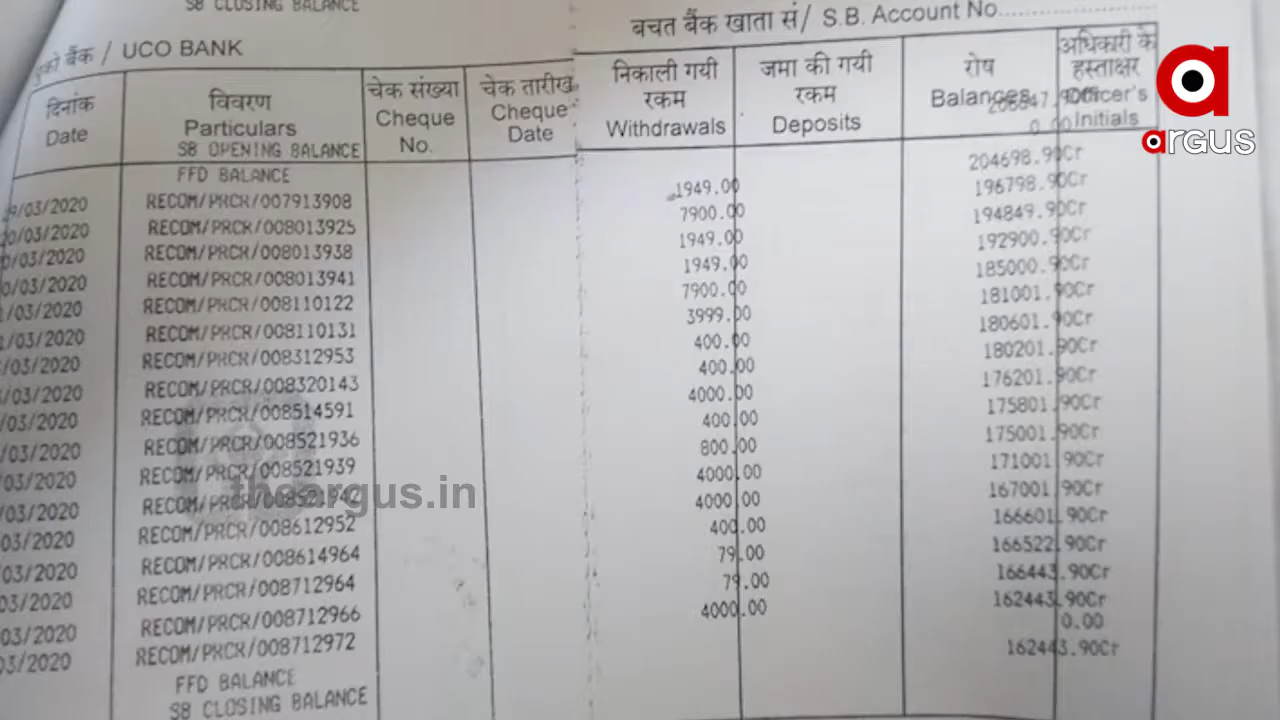 SB CLOSING BALANCE
बचत बैंक खाता सं/ S.B. Account No.
बैंक / UCO BANK
दिनांक Date
विवरण Particulars
चेक संख्या Cheque No.
चेक तारीख Cheque Date
निकाली गयी रकम Withdrawals
जमा की गयी रकम Deposits
रोष Balances
अधिकारी के हस्ताक्षर Officer's Initials
SB OPENING BALANCE
FFD BALANCE 0.00
/03/2020 RECOM/PRCR/007913908 1949.00 204698.90Cr
/03/2020 RECOM/PRCR/008013925 7900.00 196798.90Cr
/03/2020 RECOM/PRCR/008013938 1949.00 194849.90Cr
/03/2020 RECOM/PRCR/008013941 1949.00 192900.90Cr
/03/2020 RECOM/PRCR/008110122 7900.00 185000.90Cr
/03/2020 RECOM/PRCR/008110131 3999.00 181001.90Cr
/03/2020 RECOM/PRCR/008312953 400.00 180601.90Cr
/03/2020 RECOM/PRCR/008320143 400.00 180201.90Cr
/03/2020 RECOM/PRCR/008514591 4000.00 176201.90Cr
/03/2020 RECOM/PRCR/008521936 400.00 175801.90Cr
/03/2020 RECOM/PRCR/008521939 800.00 175001.90Cr
/03/2020 4000.00 171001.90Cr
03/2020 RECOM/PRCR/008612952 4000.00 167001.90Cr
/03/2020 RECOM/PRCR/008614964 400.00 166601.90Cr
03/2020 RECOM/PRCR/008712964 79.00 166522.90Cr
/03/2020 RECOM/PRCR/008712966 79.00 166443.90Cr
03/2020 RECOM/PRCR/008712972 4000.00 162443.90Cr
FFD BALANCE 0.00
SB CLOSING BALANCE 162443.90Cr
argus
theargus.in